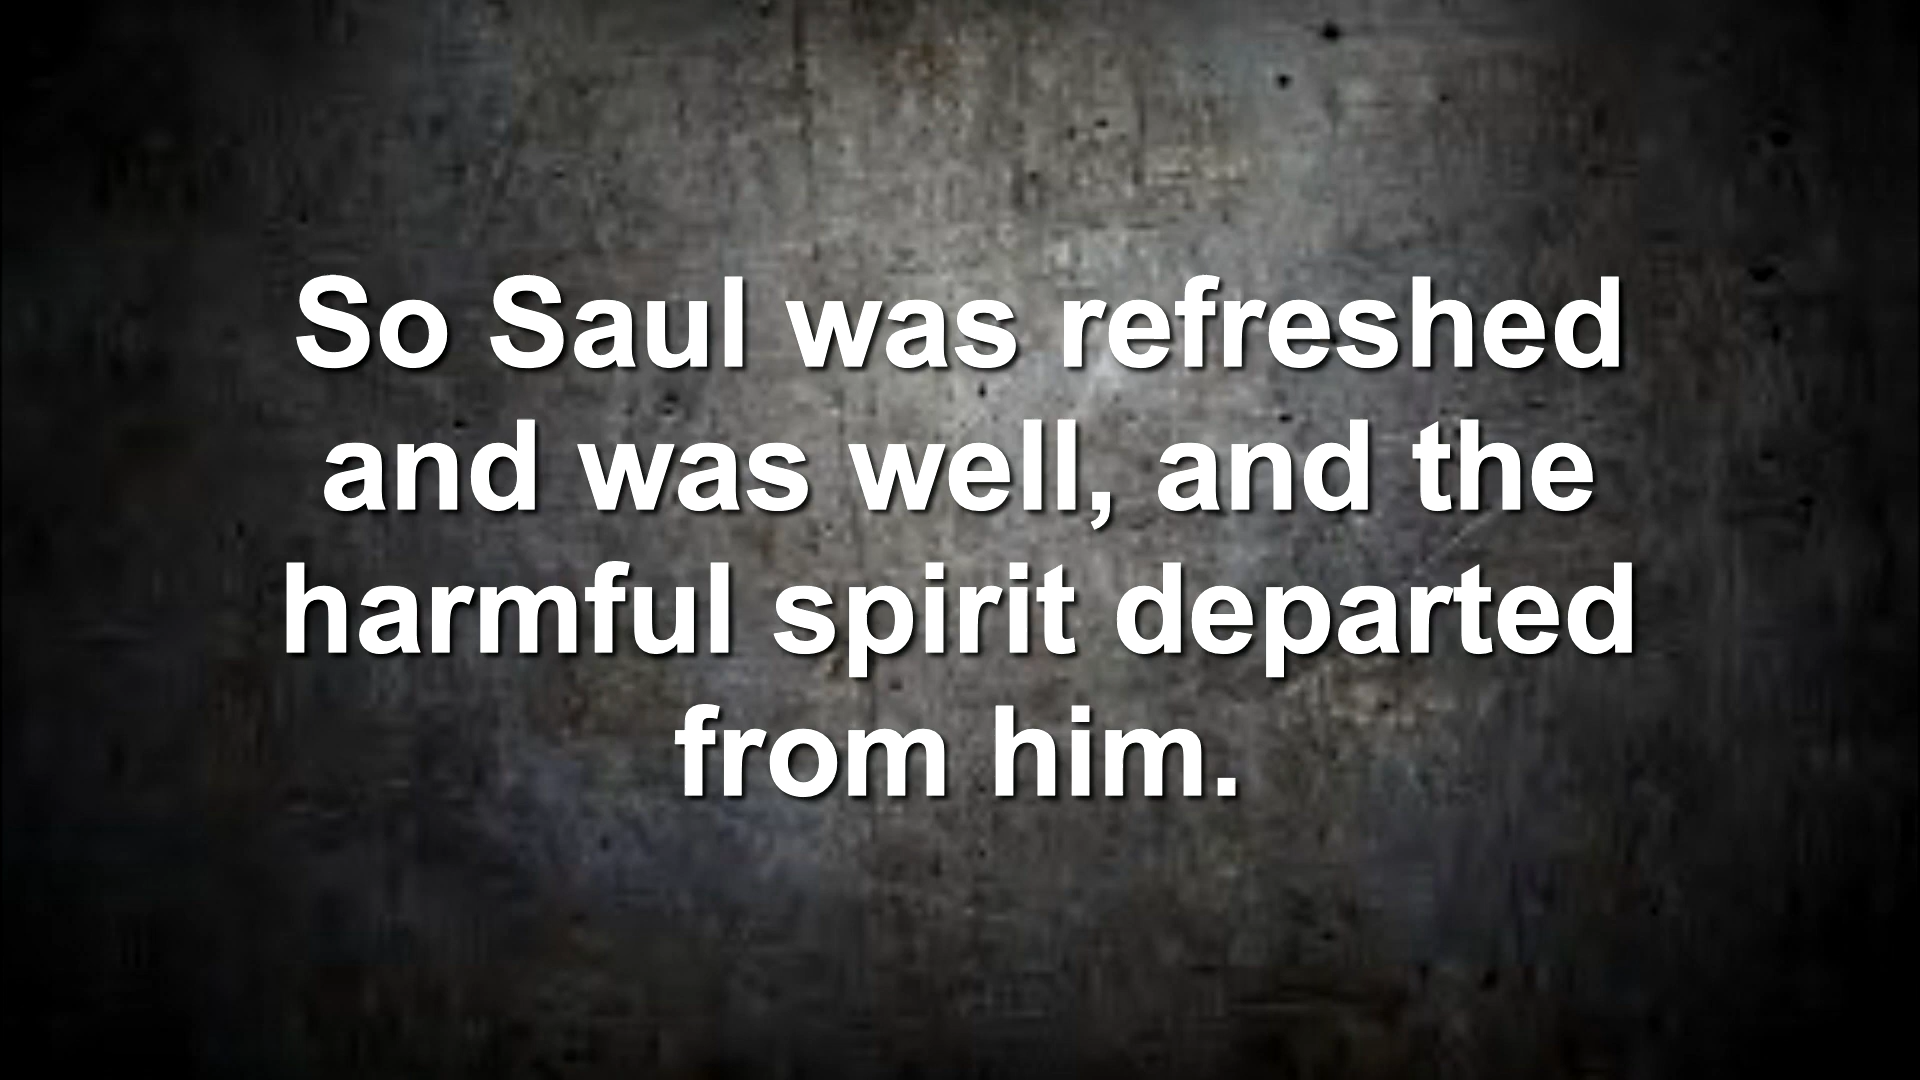 So Saul was refreshed
and was well, and the
harmful spirit departed
from him.